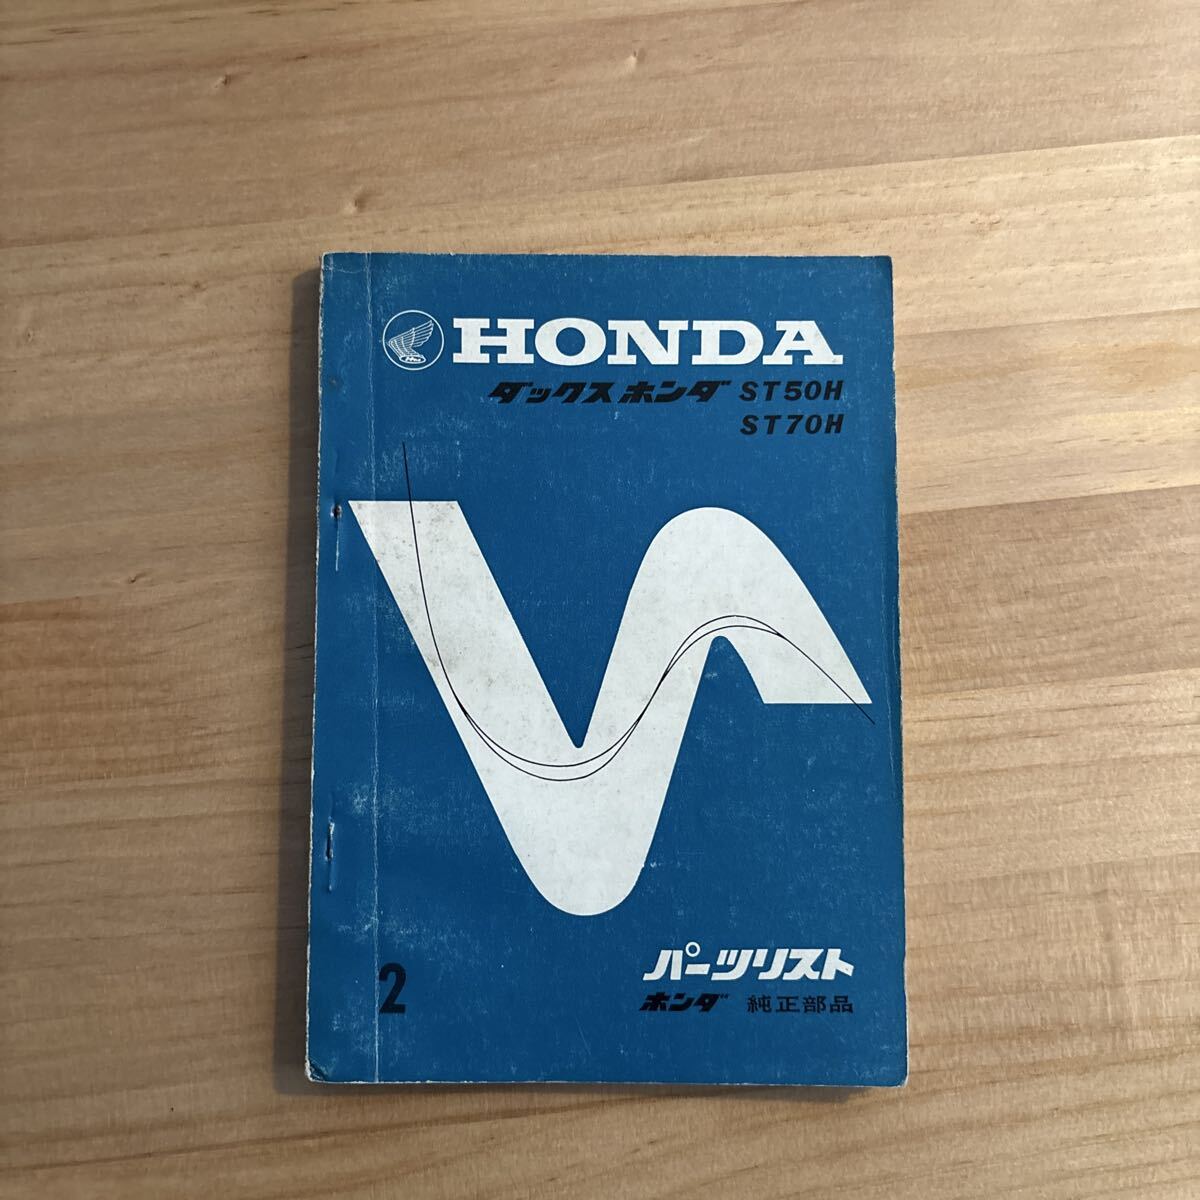 HONDA
ダックスホンダ ST50H
ST70H
パーツリスト
ホンダ 純正部品
2